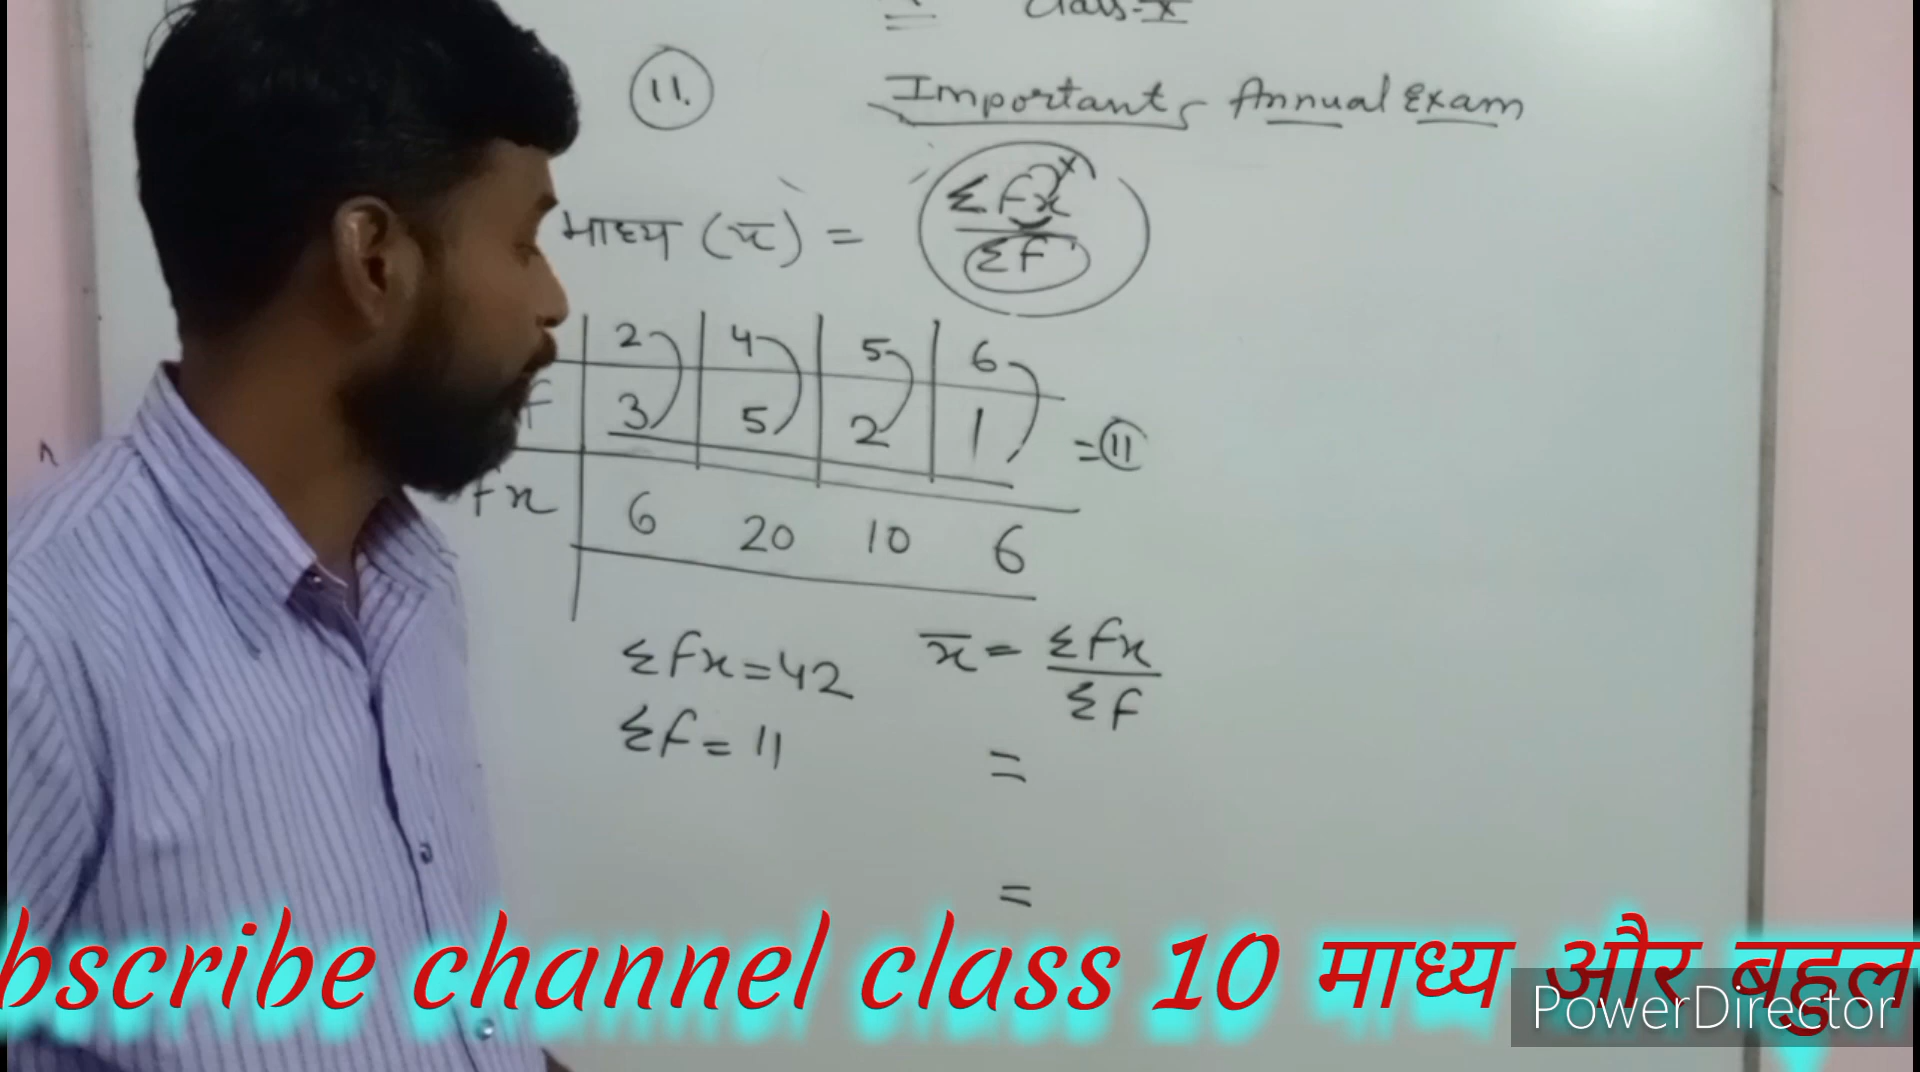 Class-X
11.
Important Annual Exam
माध्य (x̄) = Σfx / Σf
2 4 5 6
f 3 5 2 1 = 11
fx 6 20 10 6
Σfx = 42
x̄ = Σfx / Σf
Σf = 11
=
=
bscribe channel class 10 माध्य और बहुल
PowerDirector